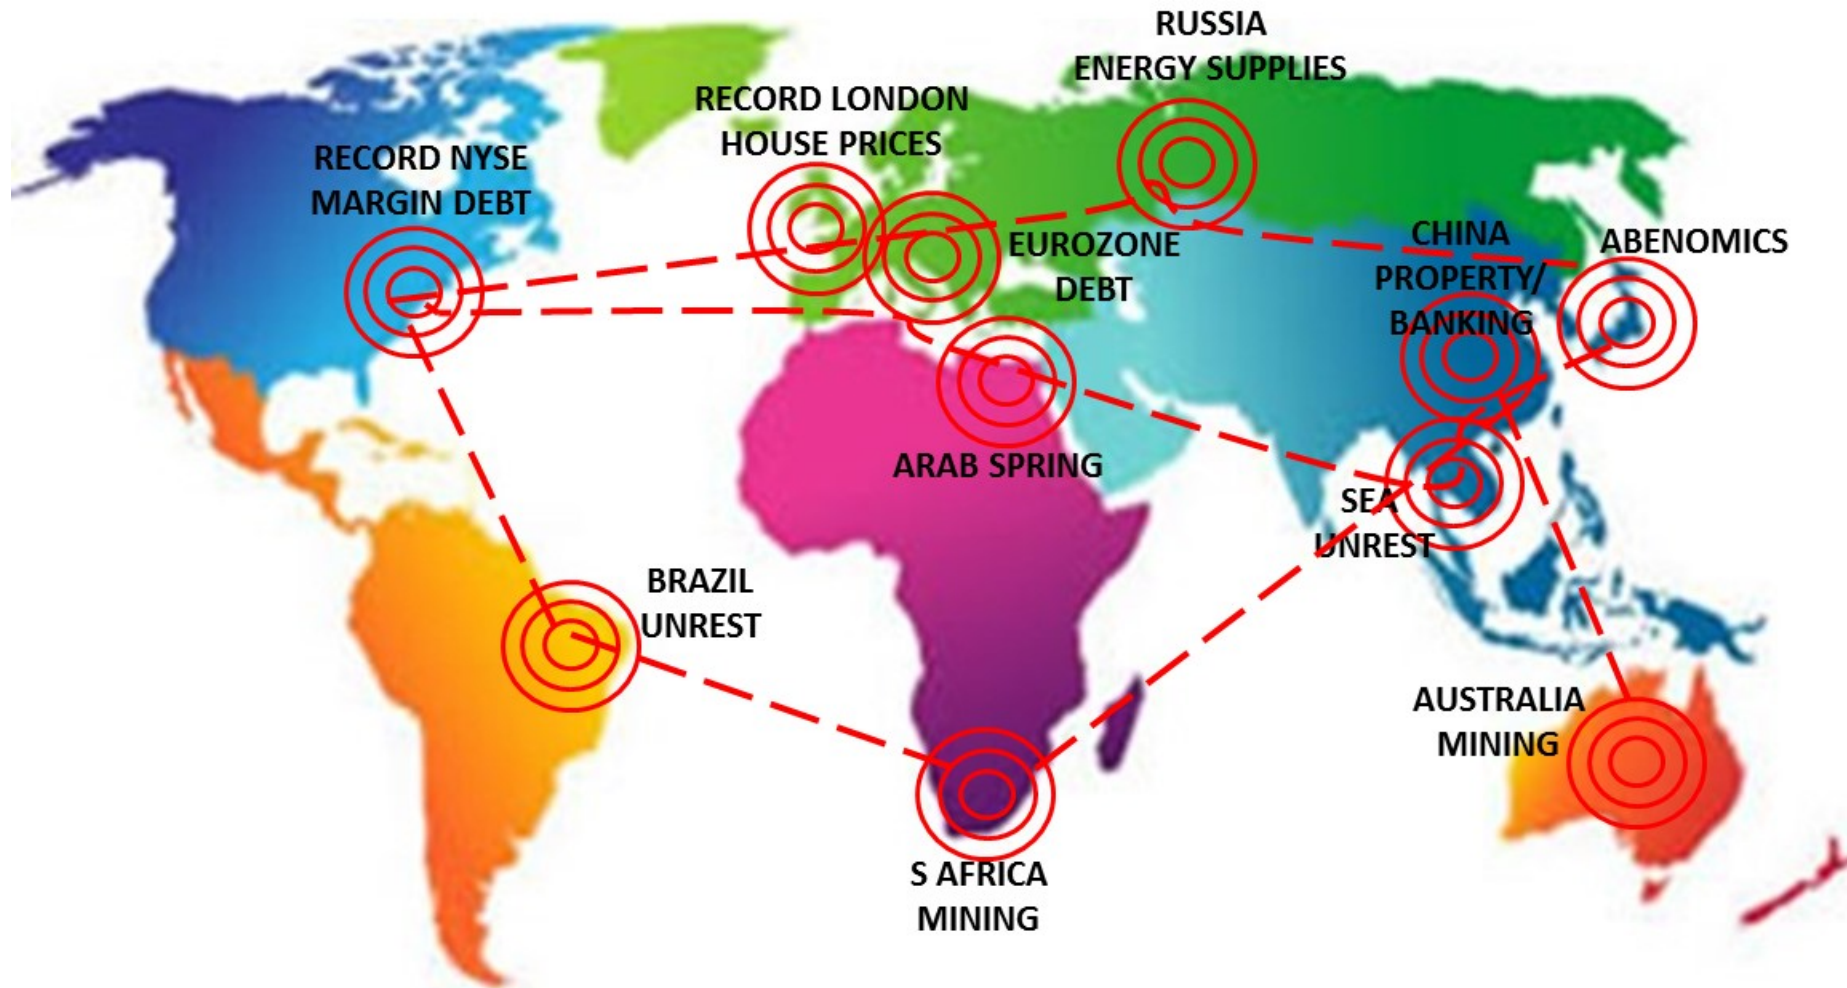 RUSSIA
ENERGY SUPPLIES
RECORD LONDON
HOUSE PRICES
RECORD NYSE
MARGIN DEBT
EUROZONE
DEBT
CHINA
PROPERTY/
BANKING
ABENOMICS
ARAB SPRING
SEA
UNREST
BRAZIL
UNREST
AUSTRALIA
MINING
S AFRICA
MINING